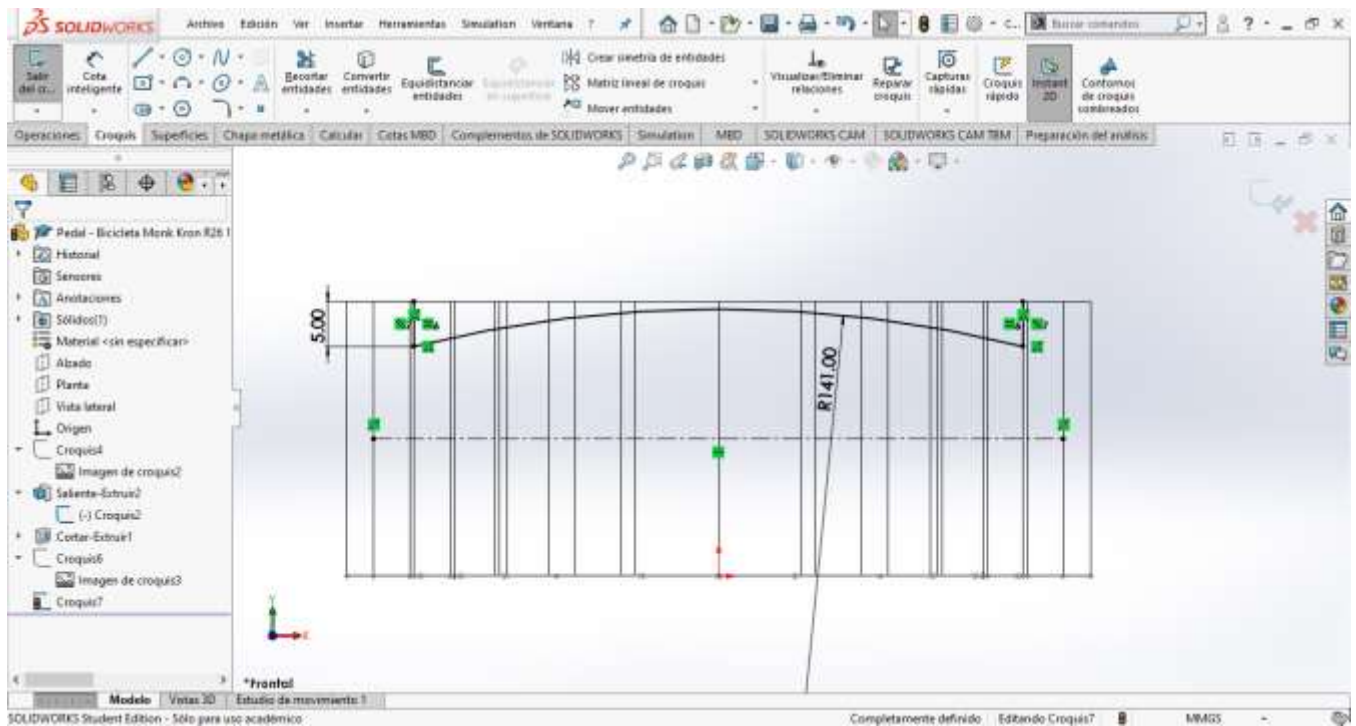 SOLIDWORKS Archivo Edición Ver Insertar Herramientas Simulation Ventana ?
Buscar comandos
Salir del cr...
Cota inteligente
Recortar entidades
Convertir entidades
Equidistanciar entidades
Crear simetría de entidades
Matriz lineal de croquis
Mover entidades
Visualizar/Eliminar relaciones
Reparar croquis
Capturas rápidas
Croquis rápido
Instant 2D
Contornos de croquis sombreados
Operaciones Croquis Superficies Chapa metálica Calcular Cotas MBD Complementos de SOLIDWORKS Simulation MBD SOLIDWORKS CAM SOLIDWORKS CAM TBM Preparación del análisis
Pedal - Bicicleta Monk Kron R26 1
Historial
Sensores
Anotaciones
Sólidos(1)
Material <sin especificar>
Alzado
Planta
Vista lateral
Origen
Croquis4
Imagen de croquis2
Saliente-Extruir2
(-) Croquis2
Cortar-Extruir1
Croquis6
Imagen de croquis3
Croquis7
5.00
R141.00
Y
X
*Frontal
Modelo Vistas 3D Estudio de movimiento 1
SOLIDWORKS Student Edition - Sólo para uso académico
Completamente definido Editando Croquis7 MMGS